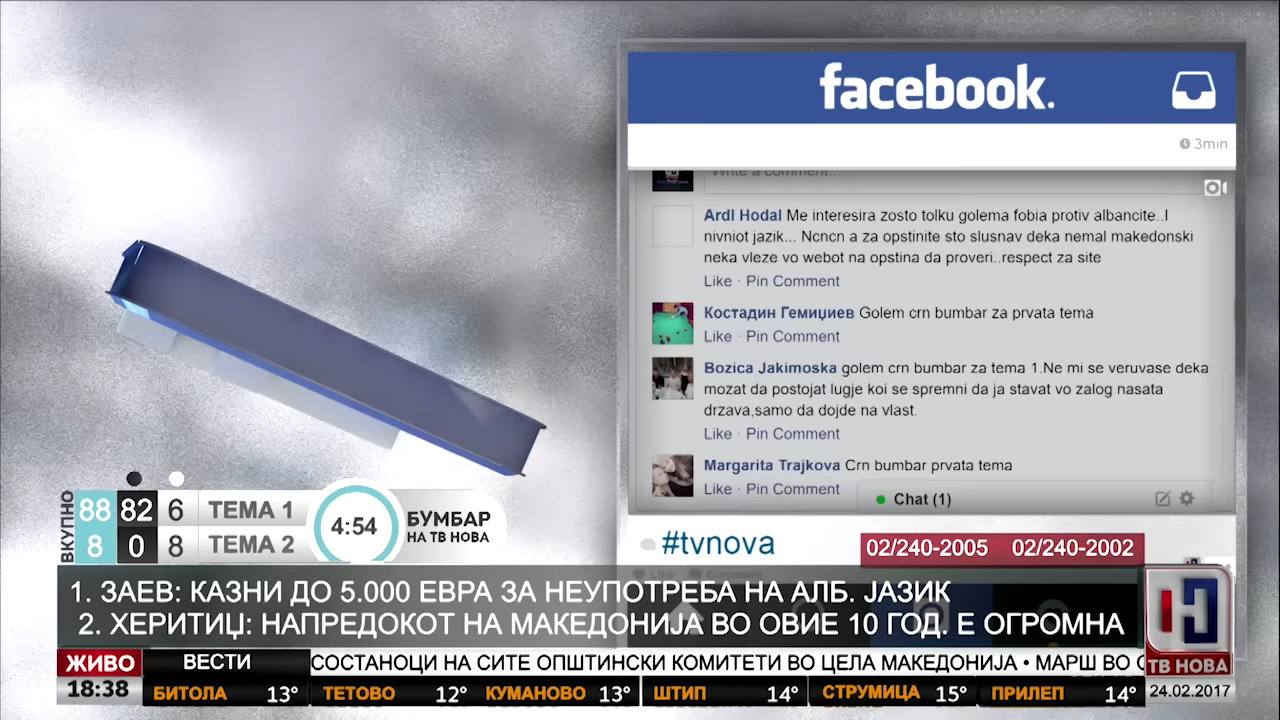 facebook.
3min
Write a comment...
Ardl Hodal Me interesira zosto tolku golema fobia protiv albancite..I
nivniot jazik... Ncncn a za opstinite sto slusnav deka nemal makedonski
neka vleze vo webot na opstina da proveri..respect za site
Like · Pin Comment
Костадин Гемиџиев Golem crn bumbar za prvata tema
Like · Pin Comment
Bozica Jakimoska golem crn bumbar za tema 1.Ne mi se veruvase deka
mozat da postojat lugje koi se spremni da ja stavat vo zalog nasata
drzava,samo da dojde na vlast.
Like · Pin Comment
Margarita Trajkova Crn bumbar prvata tema
Like · Pin Comment
Chat (1)
#tvnova
02/240-2005 02/240-2002
Like Comment
ВКУПНО
88 82 6 ТЕМА 1
8 0 8 ТЕМА 2
4:54
БУМБАР
НА ТВ НОВА
1. ЗАЕВ: КАЗНИ ДО 5.000 ЕВРА ЗА НЕУПОТРЕБА НА АЛБ. ЈАЗИК
2. ХЕРИТИЏ: НАПРЕДОКОТ НА МАКЕДОНИЈА ВО ОВИЕ 10 ГОД. Е ОГРОМНА
ЖИВО ВЕСТИ СОСТАНОЦИ НА СИТЕ ОПШТИНСКИ КОМИТЕТИ ВО ЦЕЛА МАКЕДОНИЈА • МАРШ ВО
ТВ НОВА
18:38 БИТОЛА 13° ТЕТОВО 12° КУМАНОВО 13° ШТИП 14° СТРУМИЦА 15° ПРИЛЕП 14°
24.02.2017